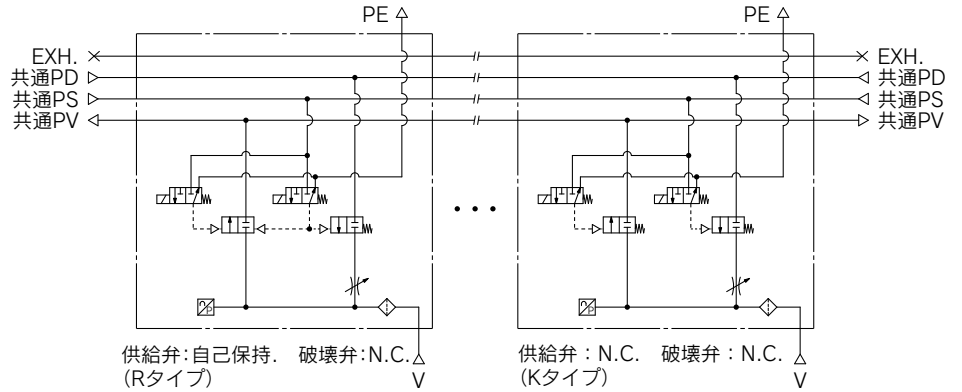 PE
PE
EXH.
共通PD
共通PS
共通PV
EXH.
共通PD
共通PS
共通PV
供給弁:自己保持. 破壊弁:N.C.
(Rタイプ)
V
供給弁:N.C. 破壊弁:N.C.
(Kタイプ)
V
P
P